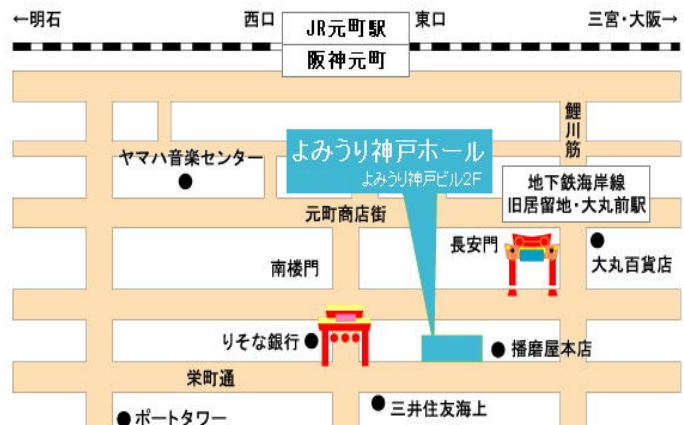 ←明石
西口
JR元町駅
東口
三宮・大阪→
阪神元町
鯉川筋
ヤマハ音楽センター
よみうり神戸ホール
よみうり神戸ビル2F
地下鉄海岸線
旧居留地・大丸前駅
元町商店街
長安門
大丸百貨店
南楼門
りそな銀行
播磨屋本店
栄町通
三井住友海上
ポートタワー